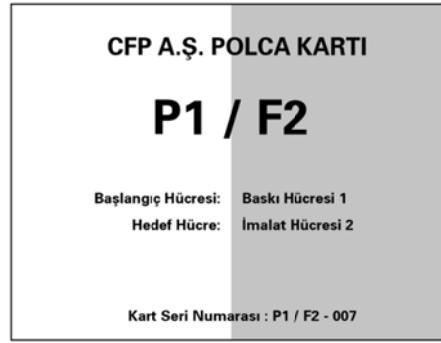 CFP A.Ş. POLCA KARTI
P1 / F2
Başlangıç Hücresi: Baskı Hücresi 1
Hedef Hücre: İmalat Hücresi 2
Kart Seri Numarası : P1 / F2 - 007